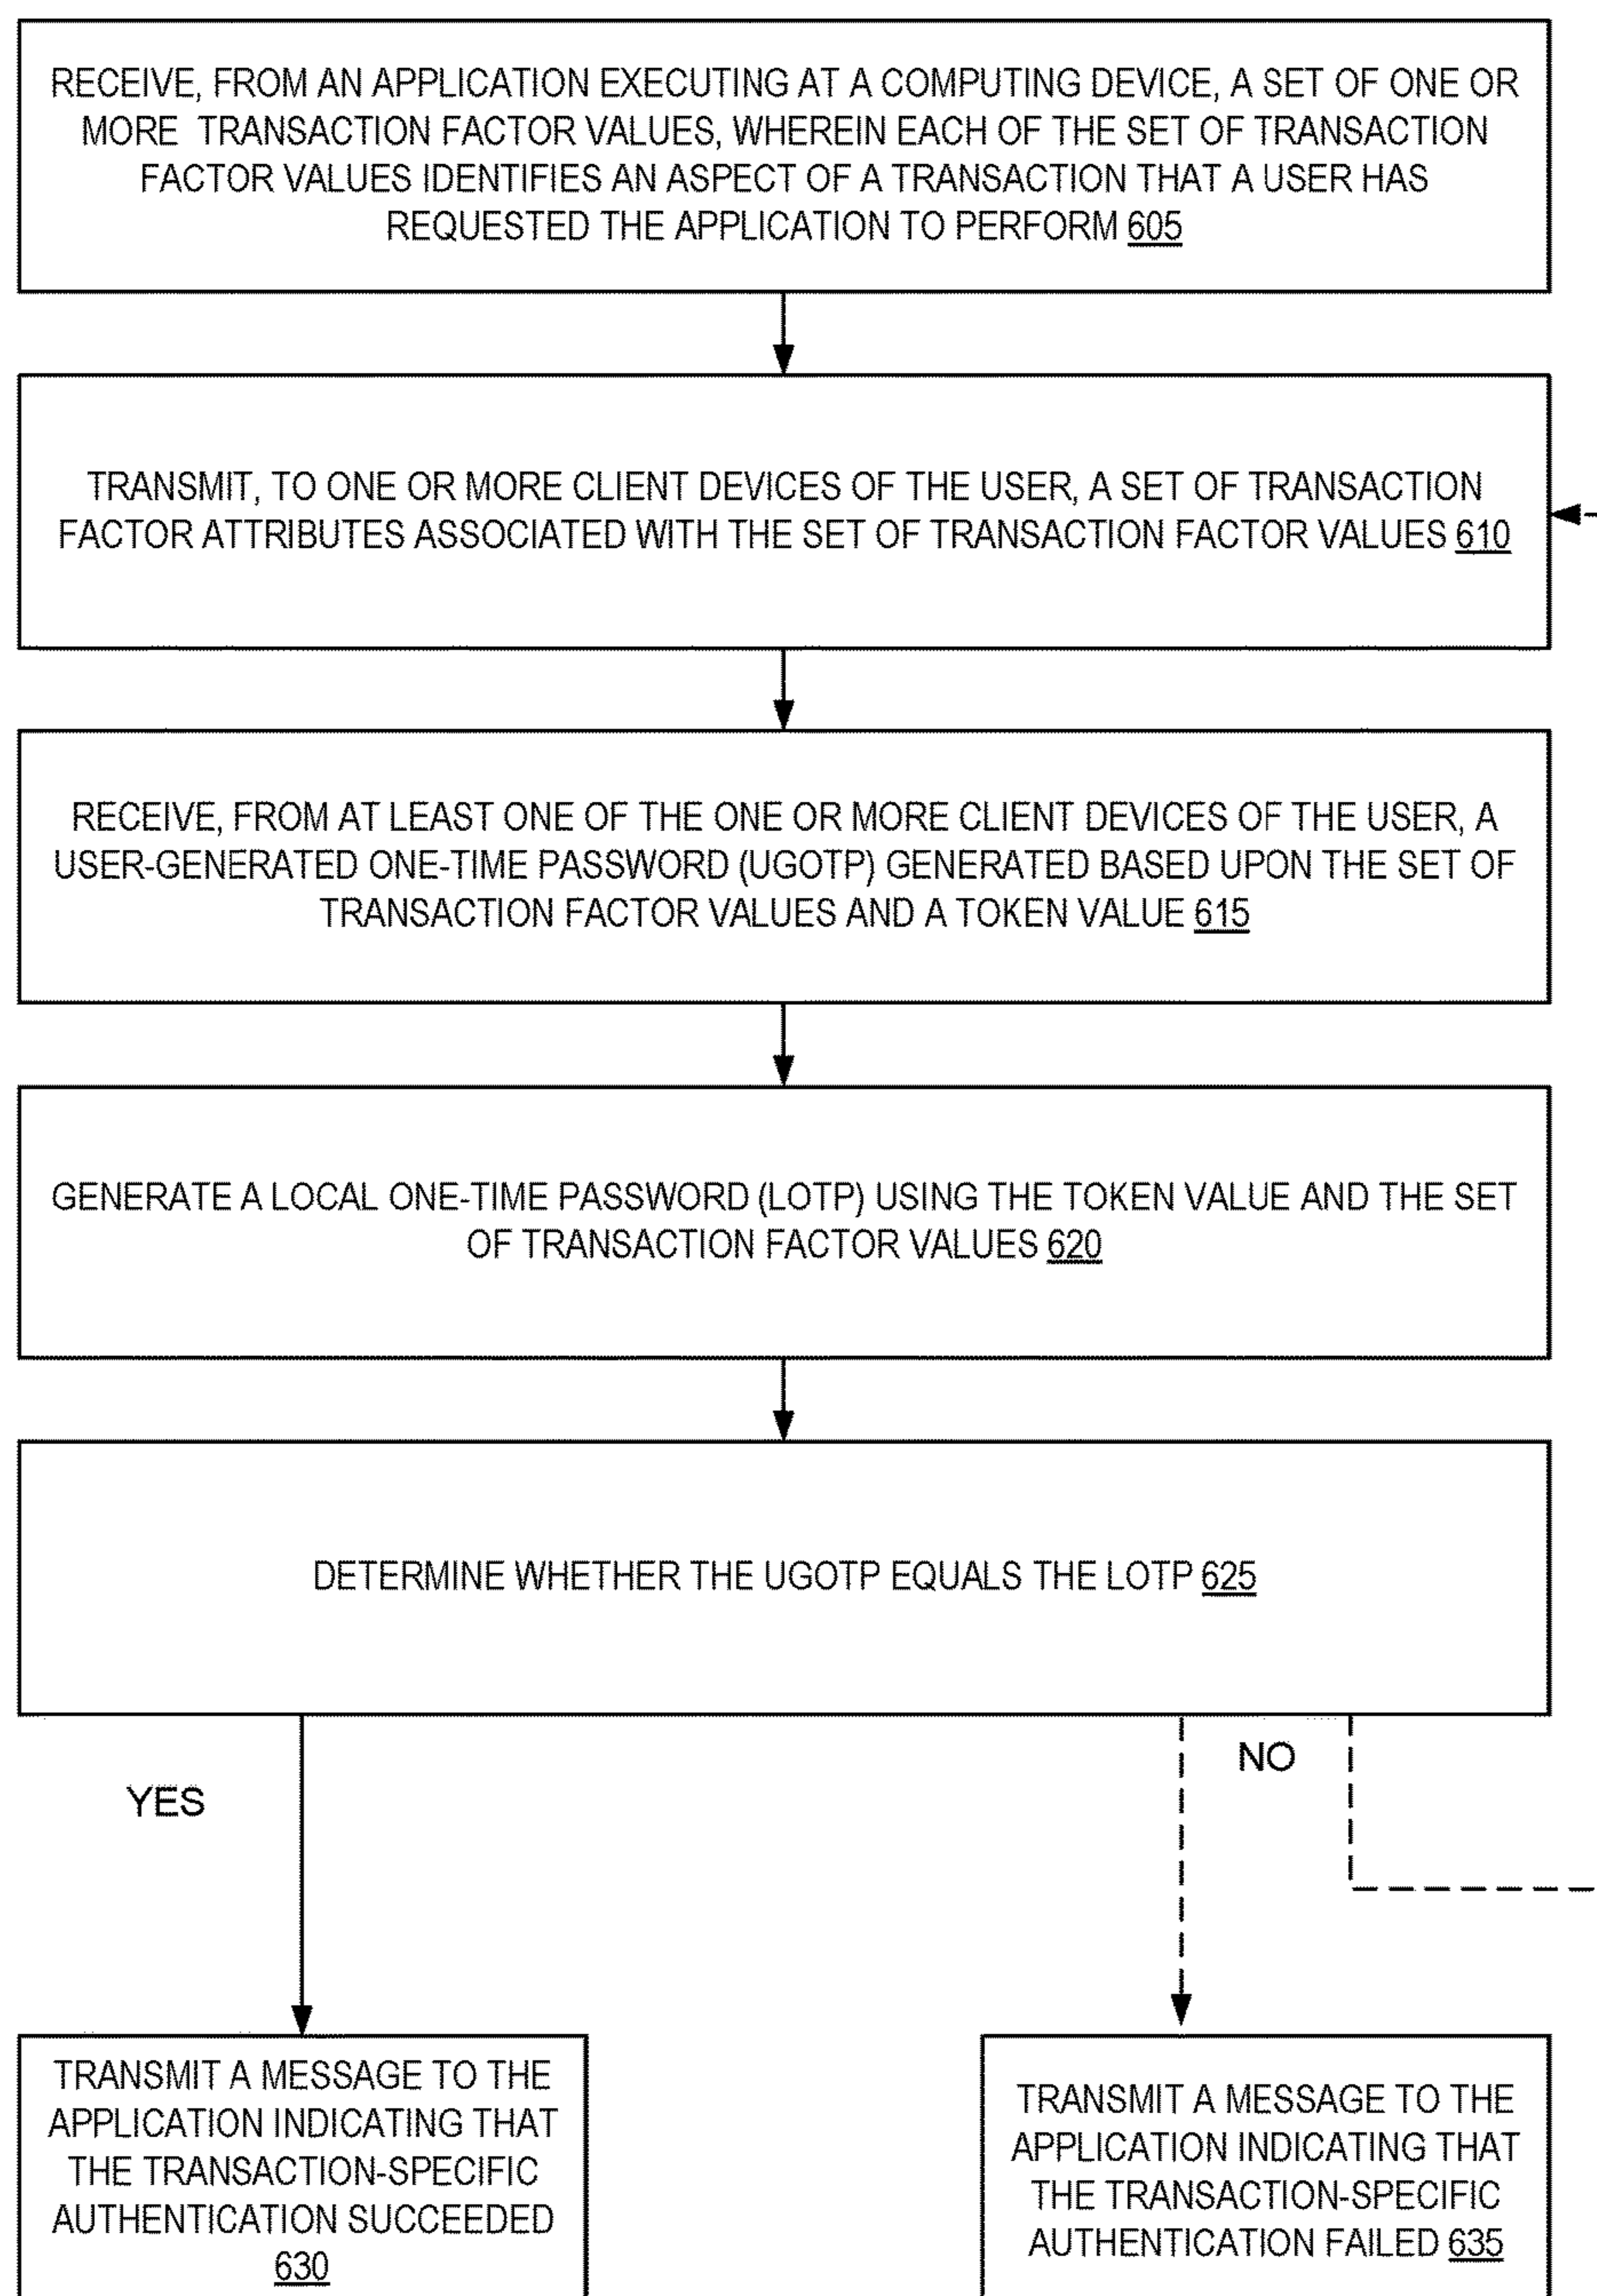 RECEIVE, FROM AN APPLICATION EXECUTING AT A COMPUTING DEVICE, A SET OF ONE OR
MORE TRANSACTION FACTOR VALUES, WHEREIN EACH OF THE SET OF TRANSACTION
FACTOR VALUES IDENTIFIES AN ASPECT OF A TRANSACTION THAT A USER HAS
REQUESTED THE APPLICATION TO PERFORM 605
TRANSMIT, TO ONE OR MORE CLIENT DEVICES OF THE USER, A SET OF TRANSACTION
FACTOR ATTRIBUTES ASSOCIATED WITH THE SET OF TRANSACTION FACTOR VALUES 610
RECEIVE, FROM AT LEAST ONE OF THE ONE OR MORE CLIENT DEVICES OF THE USER, A
USER-GENERATED ONE-TIME PASSWORD (UGOTP) GENERATED BASED UPON THE SET OF
TRANSACTION FACTOR VALUES AND A TOKEN VALUE 615
GENERATE A LOCAL ONE-TIME PASSWORD (LOTP) USING THE TOKEN VALUE AND THE SET
OF TRANSACTION FACTOR VALUES 620
DETERMINE WHETHER THE UGOTP EQUALS THE LOTP 625
YES
NO
TRANSMIT A MESSAGE TO THE
APPLICATION INDICATING THAT
THE TRANSACTION-SPECIFIC
AUTHENTICATION SUCCEEDED
630
TRANSMIT A MESSAGE TO THE
APPLICATION INDICATING THAT
THE TRANSACTION-SPECIFIC
AUTHENTICATION FAILED 635